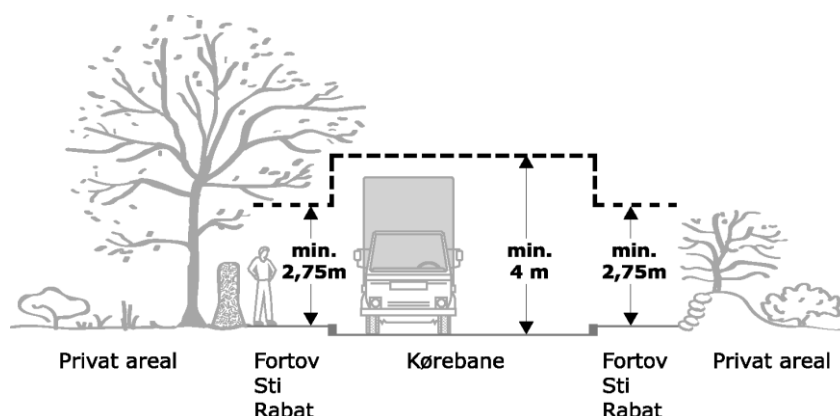 min.
2,75m
min.
4 m
min.
2,75m
Privat areal
Fortov
Sti
Rabat
Kørebane
Fortov
Sti
Rabat
Privat areal